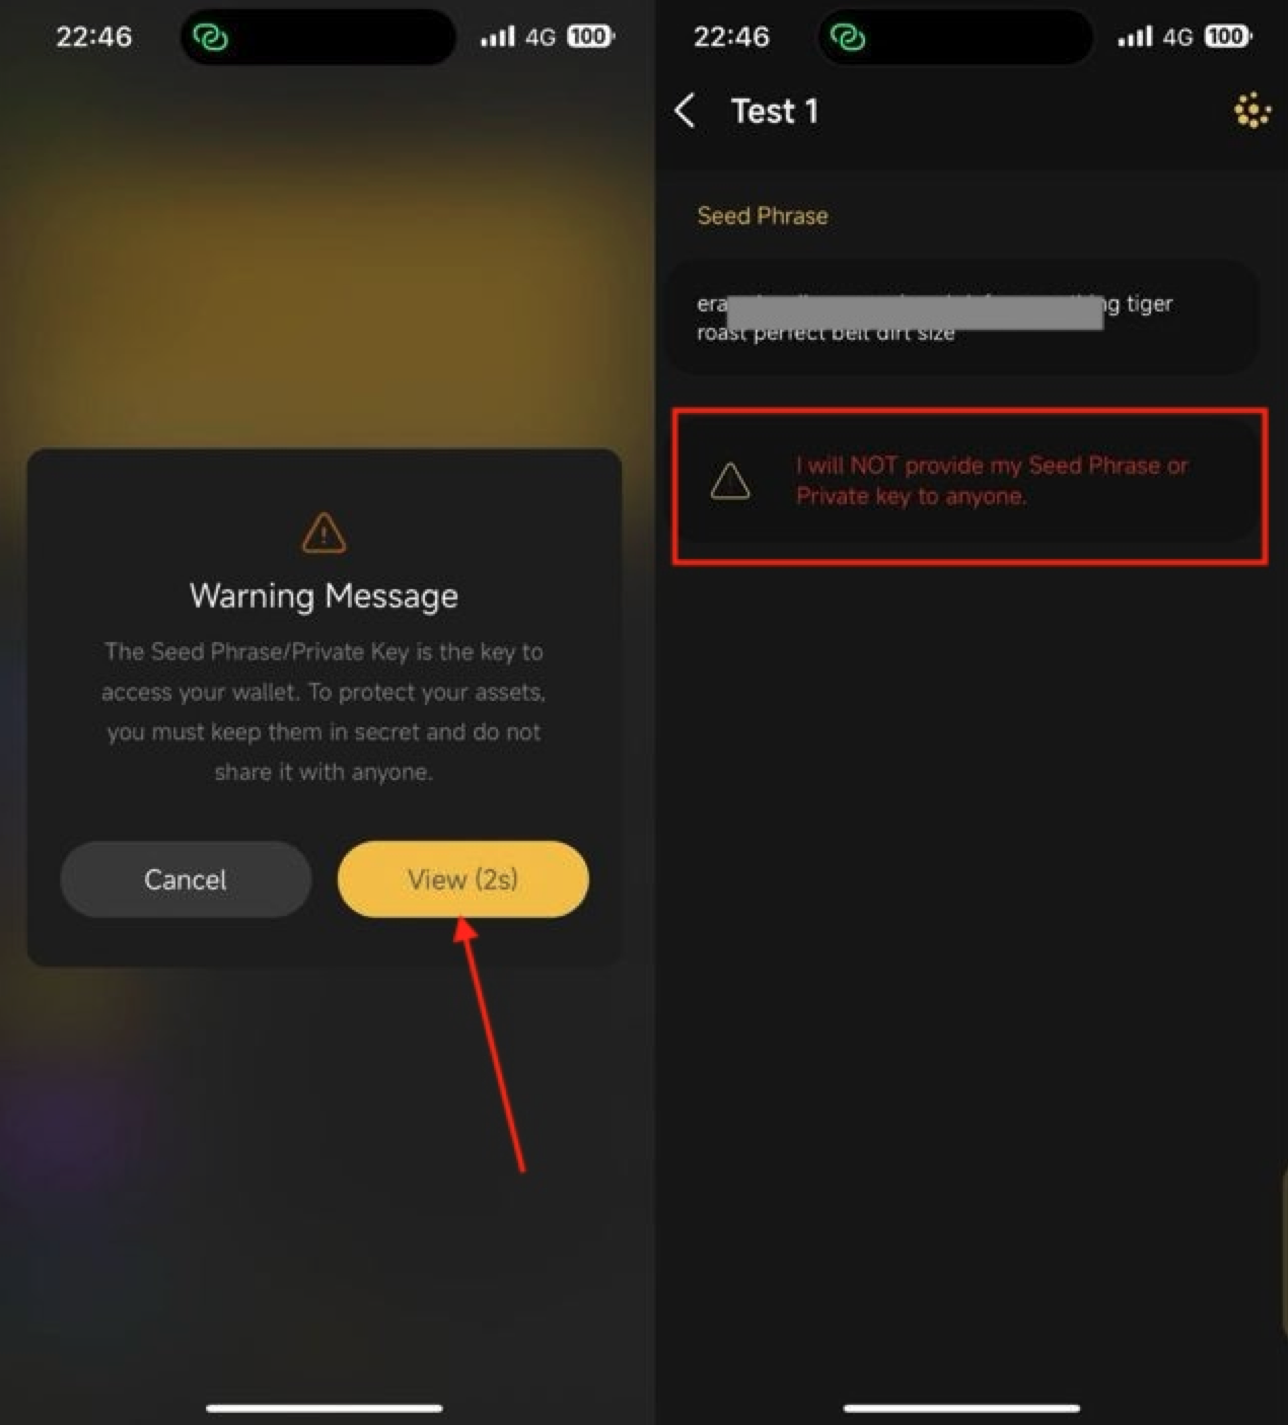 22:46
4G 100
Warning Message
The Seed Phrase/Private Key is the key to
access your wallet. To protect your assets,
you must keep them in secret and do not
share it with anyone.
Cancel
View (2s)
22:46
4G 100
Test 1
Seed Phrase
tiger
roast perfect belt dirt size
I will NOT provide my Seed Phrase or
Private key to anyone.